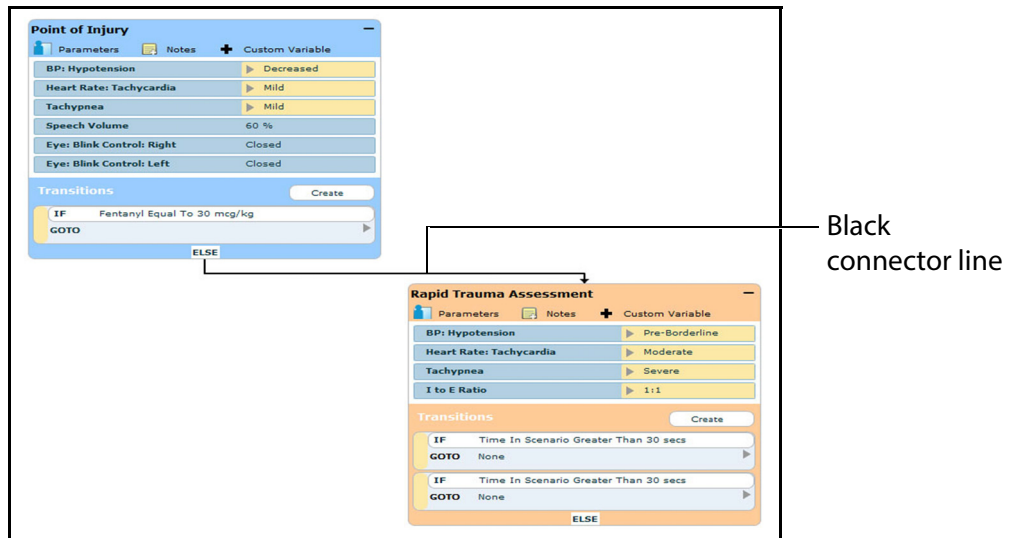 Point of Injury
Parameters Notes Custom Variable
BP: Hypotension Decreased
Heart Rate: Tachycardia Mild
Tachypnea Mild
Speech Volume 60 %
Eye: Blink Control: Right Closed
Eye: Blink Control: Left Closed
Transitions Create
IF Fentanyl Equal To 30 mcg/kg
GOTO
ELSE
Black
connector line
Rapid Trauma Assessment
Parameters Notes Custom Variable
BP: Hypotension Pre-Borderline
Heart Rate: Tachycardia Moderate
Tachypnea Severe
I to E Ratio 1:1
Transitions Create
IF Time In Scenario Greater Than 30 secs
GOTO None
IF Time In Scenario Greater Than 30 secs
GOTO None
ELSE